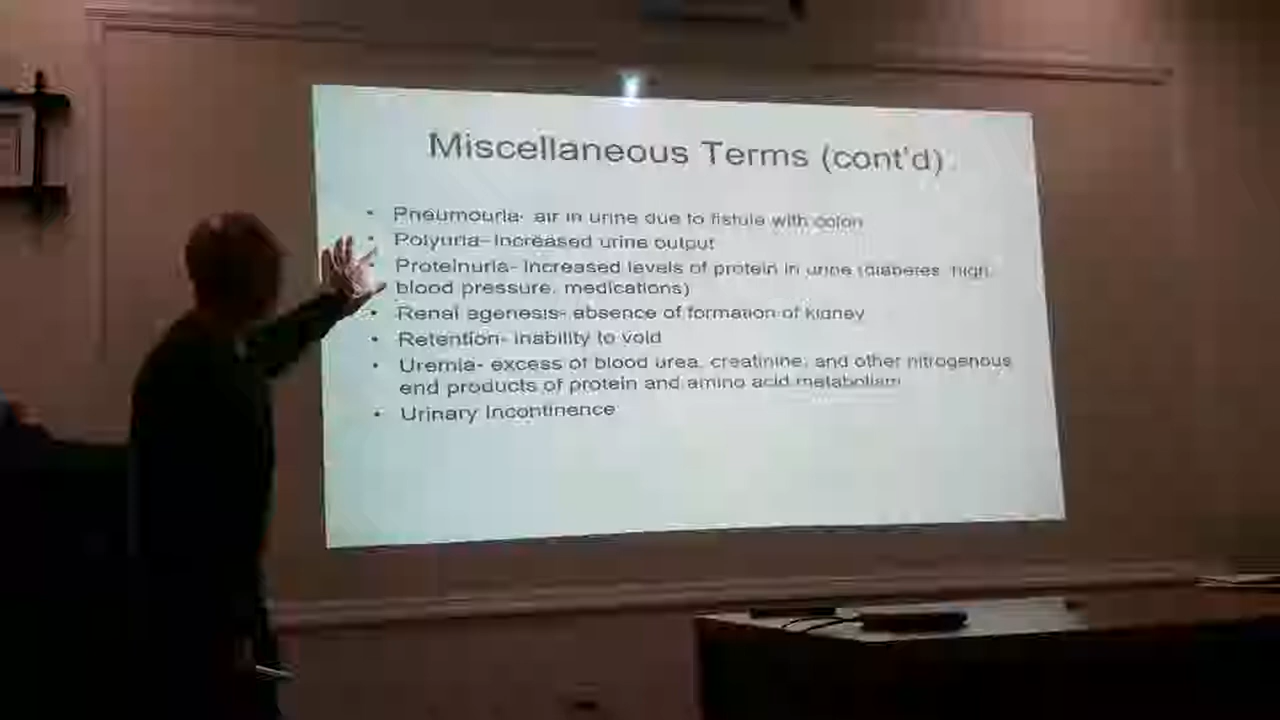 Miscellaneous Terms (cont'd)
• Pneumouria- air in urine due to fistula with colon
• Polyuria- Increased urine output
• Proteinuria- Increased levels of protein in urine (diabetes, high
blood pressure, medications)
• Renal agenesis- absence of formation of kidney
• Retention- inability to void
• Uremia- excess of blood urea, creatinine, and other nitrogenous
end products of protein and amino acid metabolism
• Urinary Incontinence